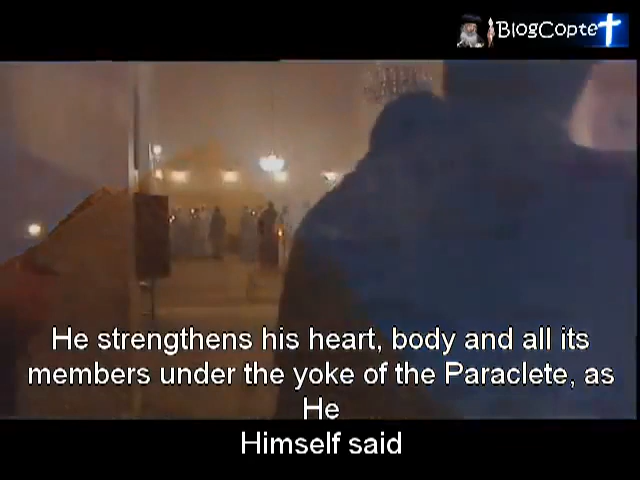 BlogCopte
He strengthens his heart, body and all its
members under the yoke of the Paraclete, as
He
Himself said